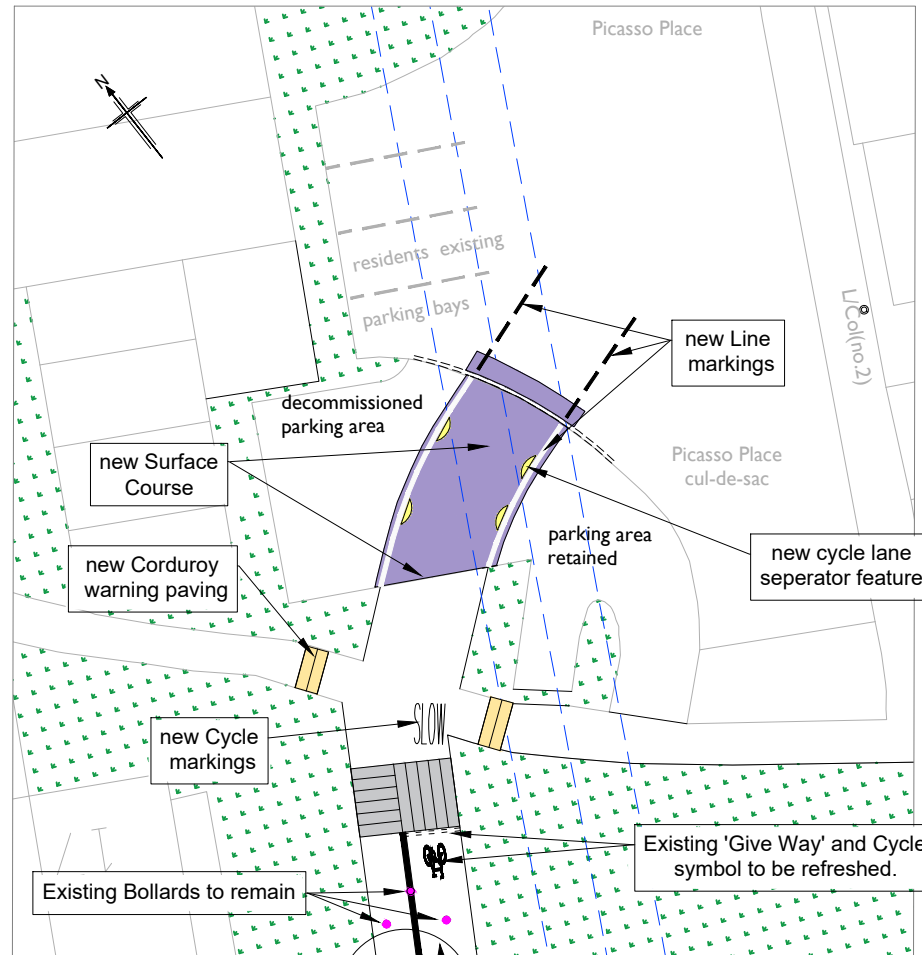 Picasso Place
N
residents existing
parking bays
new Line
markings
L/Col(no.2)
decommissioned
parking area
new Surface
Course
Picasso Place
cul-de-sac
parking area
retained
new cycle lane
seperator feature
new Corduroy
warning paving
SLOW
new Cycle
markings
Existing 'Give Way' and Cycle
symbol to be refreshed.
Existing Bollards to remain